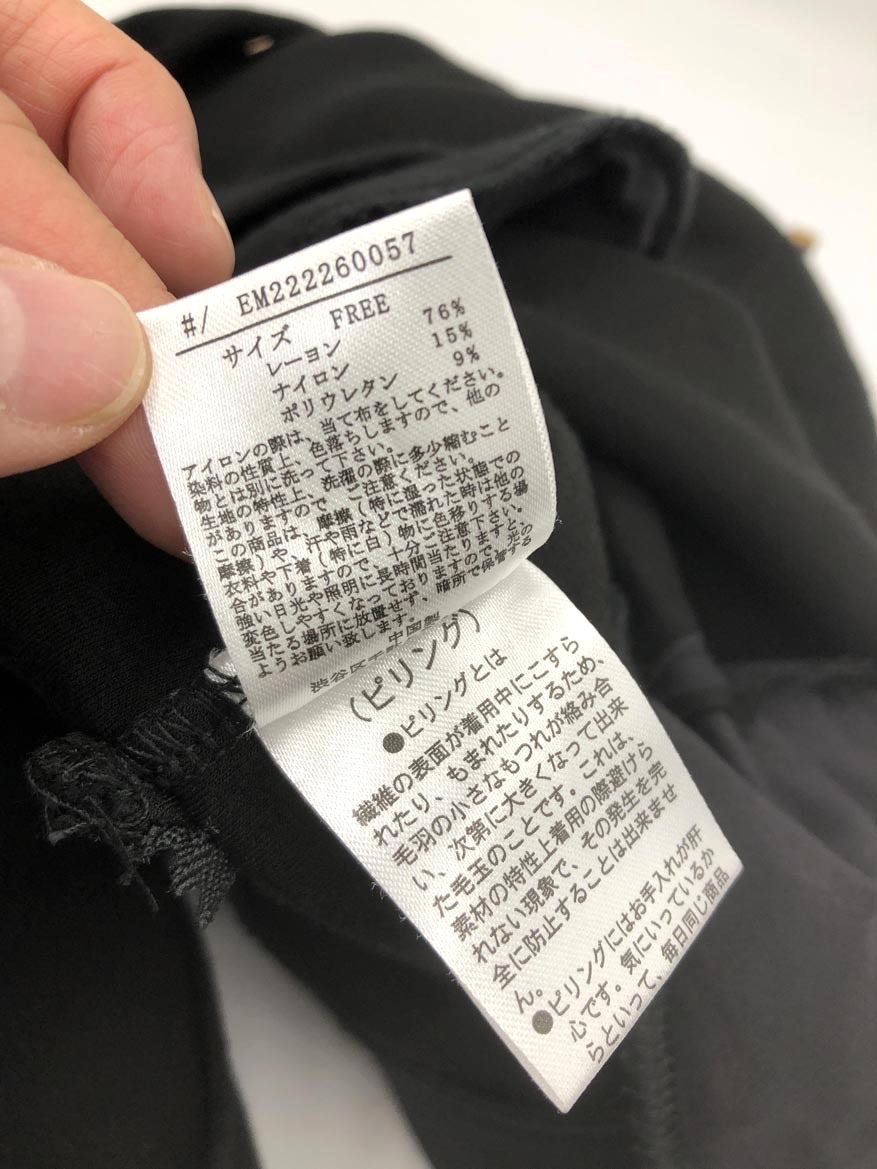 #/ EM222260057
サイズ FREE
レーヨン 76%
ナイロン 15%
ポリウレタン 9%
アイロンの際は、当て布をしてください。
染料の性質上、色落ちしますので、他の
物とは別に洗って下さい。
生地の特性上、洗濯の際に多少縮むこと
がありますので、ご注意ください。
この商品は、摩擦(特に湿った状態での
摩擦)や、汗や雨などで濡れた時は他の
衣料や下着(特に白)物に色移りする場
合がありますので、十分ご注意下さい。
強い日光や照明に長時間当たりますと、
変色しやすくなっておりますので、光の
当たる場所に放置せず、暗所で保管する
ようお願い致します。
中国製
渋谷区千
(ピリング)
●ピリングとは
繊維の表面が着用中にこすら
れたり、もまれたりするため、
毛羽の小さなもつれが絡み合
い、次第に大きくなって出来
た毛玉のことです。これは、
素材の特性上着用の際避けら
れない現象で、その発生を完
全に防止することは出来ませ
ん。
●ピリングにはお手入れが肝
心です。気にいっているか
らといって、毎日同じ商品